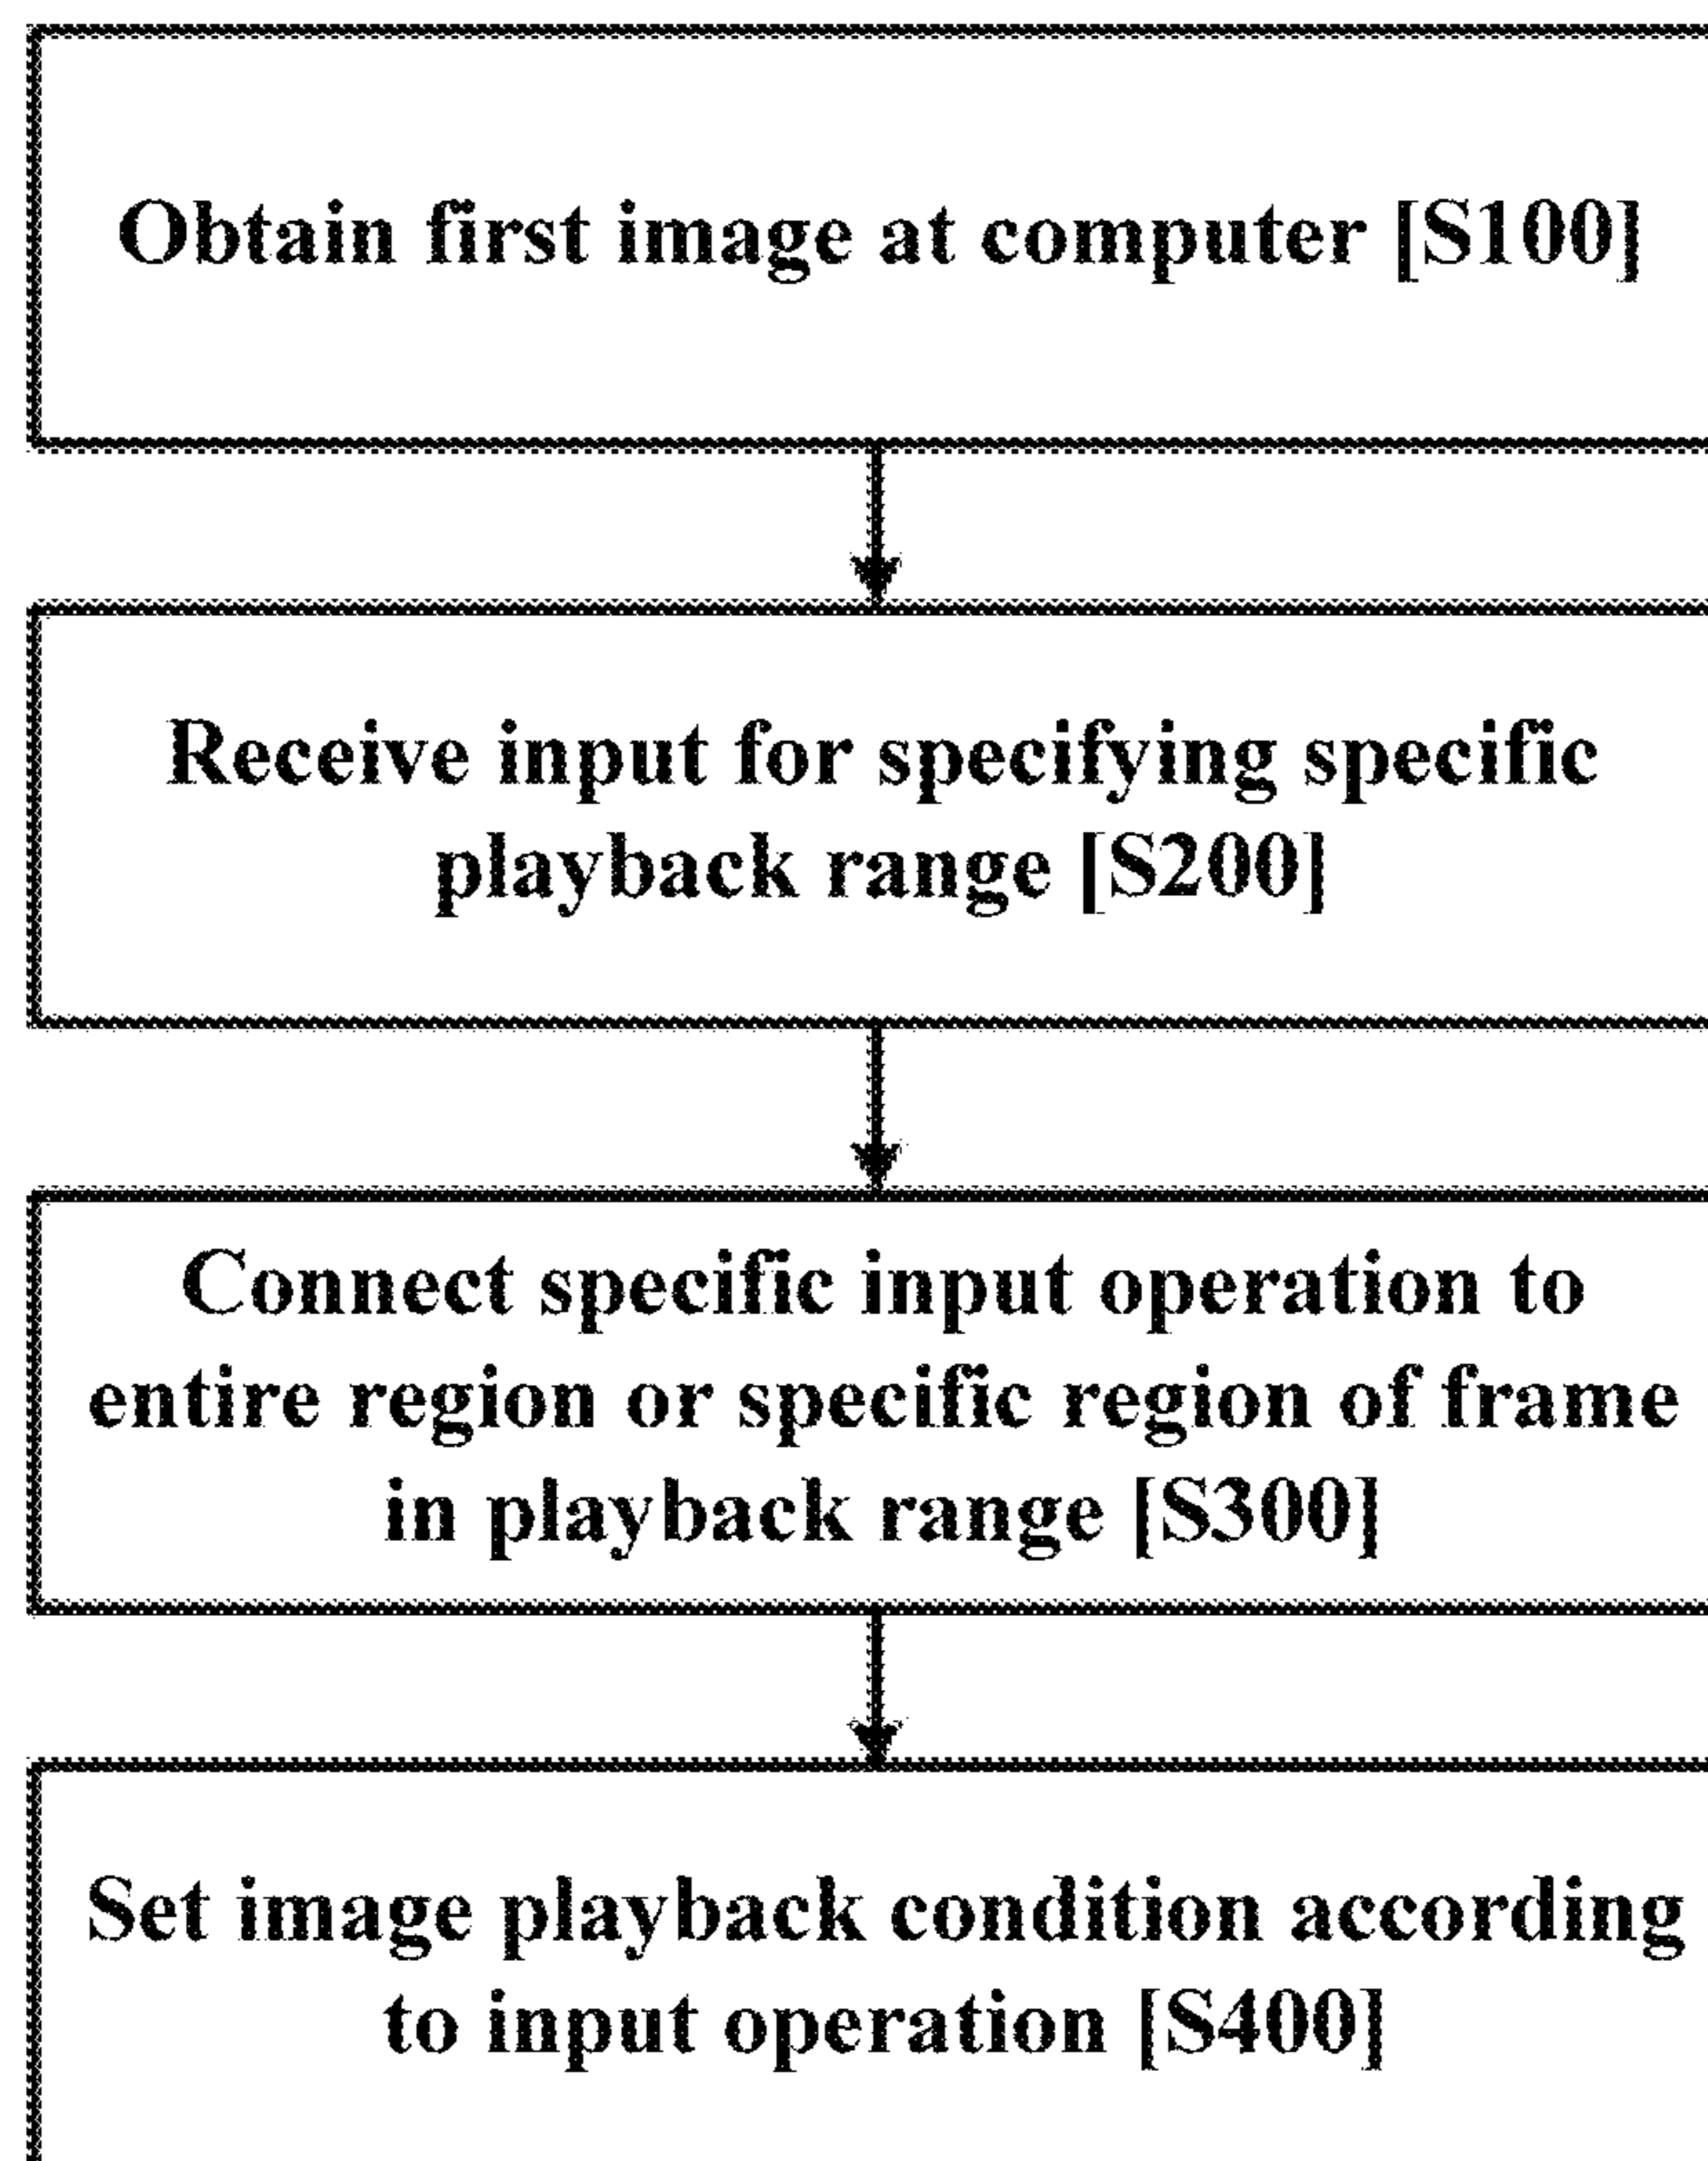 Obtain first image at computer [S100]
Receive input for specifying specific
playback range [S200]
Connect specific input operation to
entire region or specific region of frame
in playback range [S300]
Set image playback condition according
to input operation [S400]